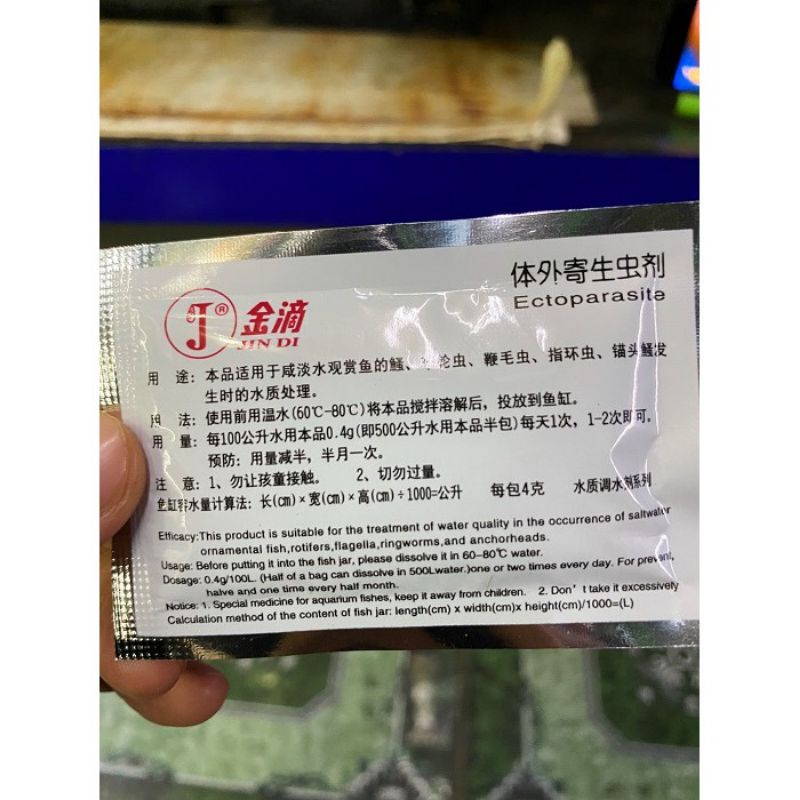 体外寄生虫剂
Ectoparasite
J® 金滴
JIN DI
用 途：本品适用于咸淡水观赏鱼的鳋、轮虫、鞭毛虫、指环虫、锚头鳋发
生时的水质处理。
用 法：使用前用温水(60℃-80℃)将本品搅拌溶解后，投放到鱼缸。
用 量：每100公升水用本品0.4g(即500公升水用本品半包)每天1次，1-2次即可。
预防：用量减半，半月一次。
注 意：1、勿让孩童接触。 2、切勿过量。
鱼缸容水量计算法：长(cm)×宽(cm)×高(cm)÷1000=公升 每包4克 水质调水剂系列
Efficacy:This product is suitable for the treatment of water quality in the occurrence of saltwater
ornamental fish,rotifers,flagella,ringworms,and anchorheads.
Usage: Before putting it into the fish jar, please dissolve it in 60-80℃ water.
Dosage: 0.4g/100L. (Half of a bag can dissolve in 500Lwater.)one or two times every day. For prevent,
halve and one time every half month.
Notice: 1. Special medicine for aquarium fishes, keep it away from children. 2. Don't take it excessively
Calculation method of the content of fish jar: length(cm) x width(cm)x height(cm)/1000=(L)